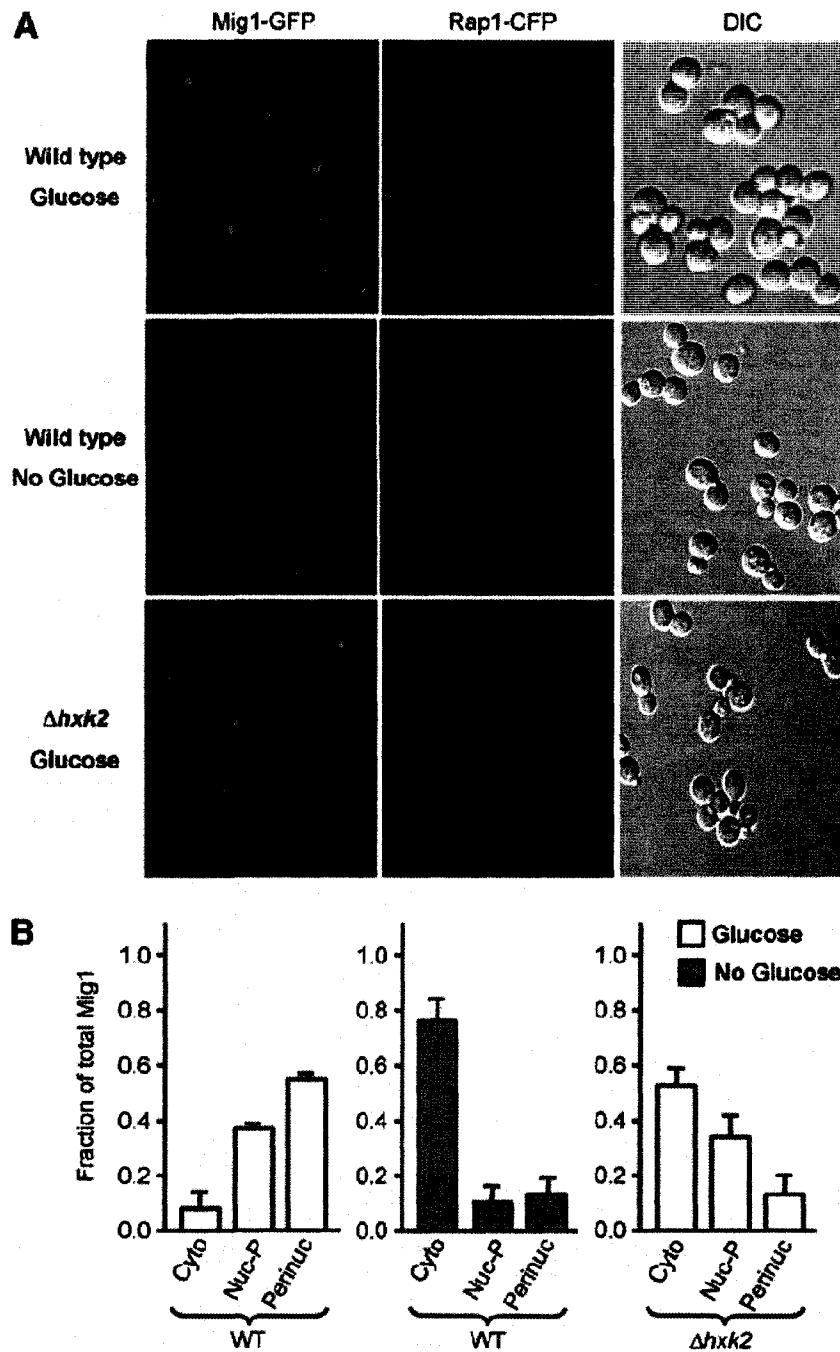 A
Mig1-GFP Rap1-CFP DIC
Wild type
Glucose
Wild type
No Glucose
Δhxk2
Glucose
B
Glucose
No Glucose
Fraction of total Mig1
1.0 1.0 1.0
0.8 0.8 0.8
0.6 0.6 0.6
0.4 0.4 0.4
0.2 0.2 0.2
0.0 0.0 0.0
Cyto Nuc-P Perinuc Cyto Nuc-P Perinuc Cyto Nuc-P Perinuc
WT WT Δhxk2